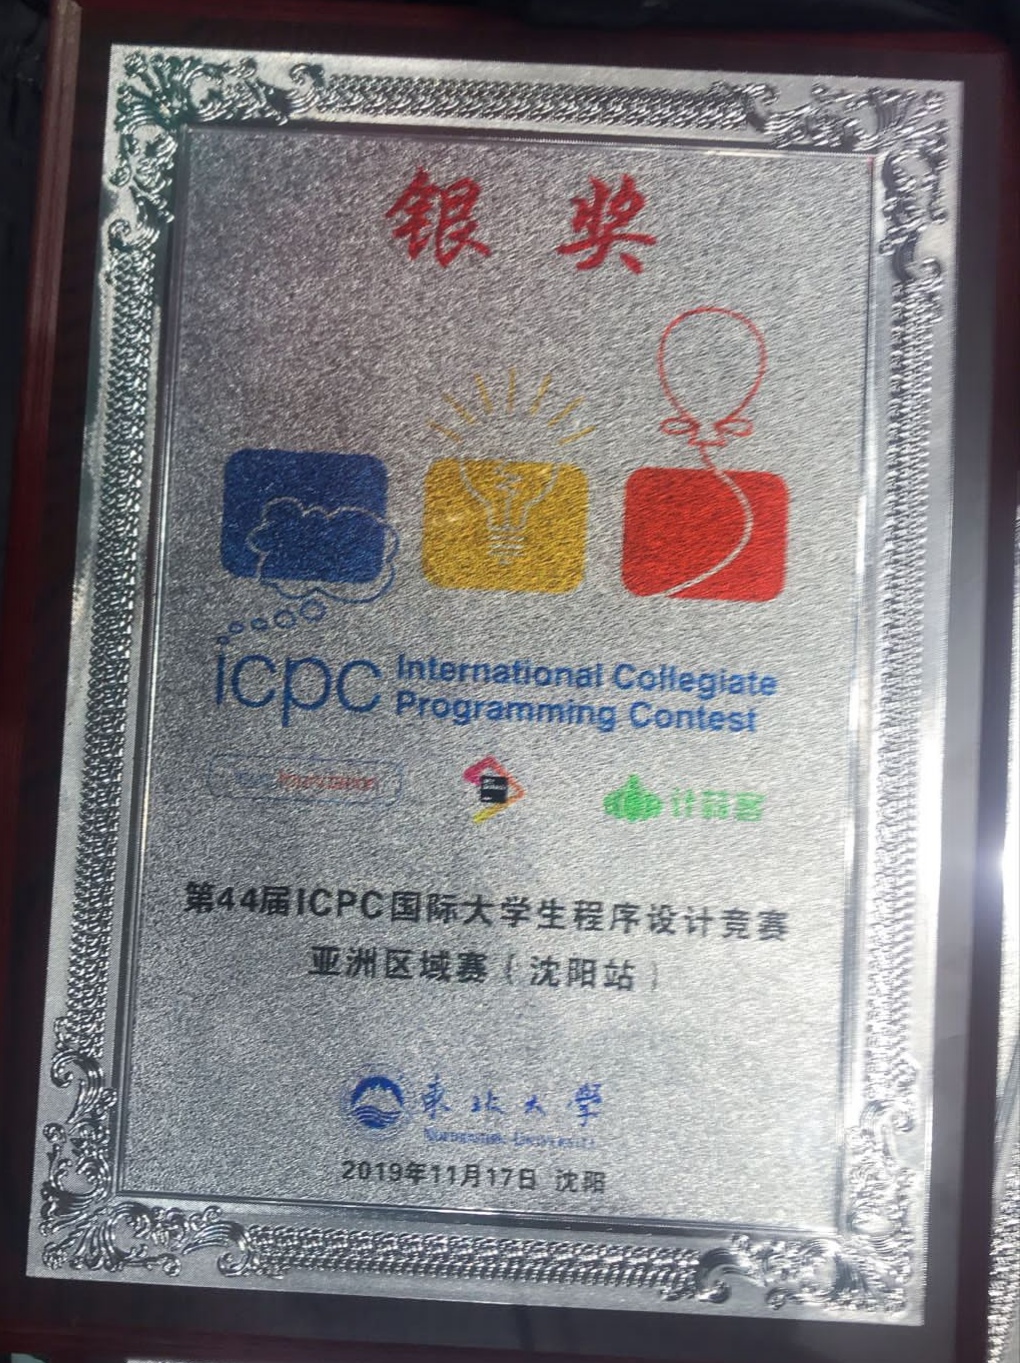 银奖
icpc International Collegiate
Programming Contest
foundation
计蒜客
第44届ICPC国际大学生程序设计竞赛
亚洲区域赛（沈阳站）
東北大學
NORTHEASTERN UNIVERSITY
2019年11月17日 沈阳